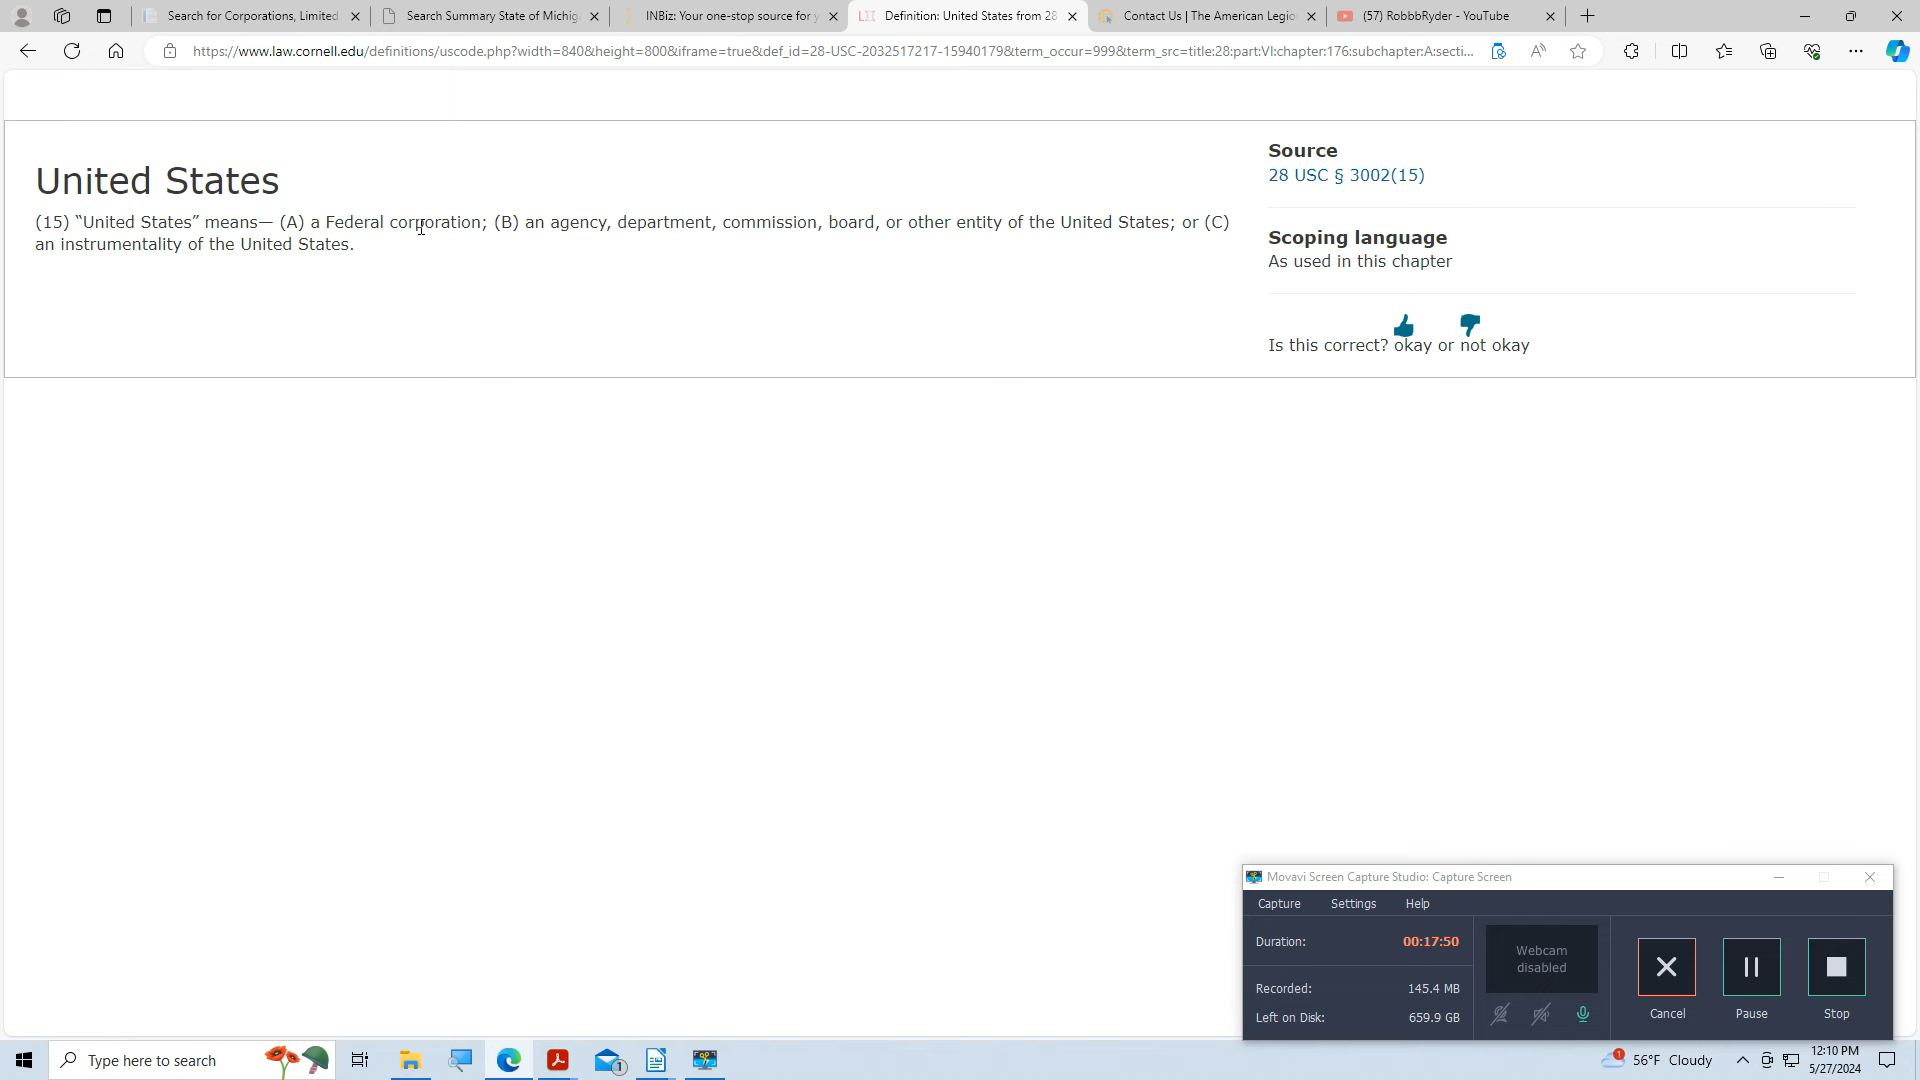 Search for Corporations, Limited
Search Summary State of Michig
INBiz: Your one-stop source for y
Definition: United States from 28
Contact Us | The American Legio
(57) RobbbRyder - YouTube
https://www.law.cornell.edu/definitions/uscode.php?width=840&height=800&iframe=true&def_id=28-USC-2032517217-15940179&term_occur=999&term_src=title:28:part:VI:chapter:176:subchapter:A:secti...
United States
(15) “United States” means— (A) a Federal corporation; (B) an agency, department, commission, board, or other entity of the United States; or (C)
an instrumentality of the United States.
Source
28 USC § 3002(15)
Scoping language
As used in this chapter
Is this correct? okay or not okay
Movavi Screen Capture Studio: Capture Screen
Capture Settings Help
Duration: 00:17:50
Recorded: 145.4 MB
Left on Disk: 659.9 GB
Webcam
disabled
Cancel Pause Stop
Type here to search
1
1
56°F Cloudy
12:10 PM
5/27/2024